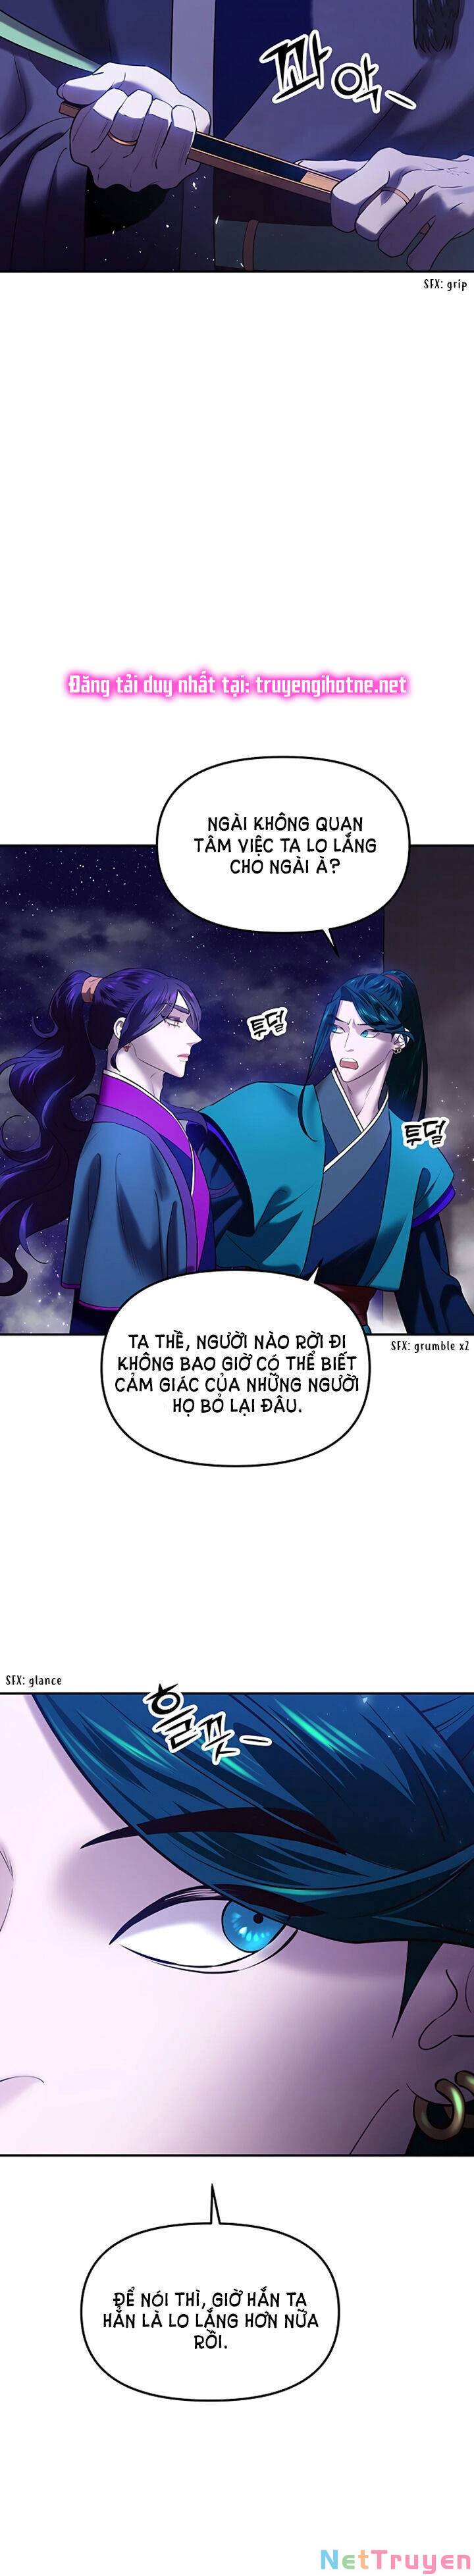 꽈악-
SFX: grip
Đăng tải duy nhất tại: truyengihotne.net
NGÀI KHÔNG QUAN
TÂM VIỆC TA LO LẮNG
CHO NGÀI À?
투덜
투덜
SFX: grumble x2
TA THỀ, NGƯỜI NÀO RỜI ĐI
KHÔNG BAO GIỜ CÓ THỂ BIẾT
CẢM GIÁC CỦA NHỮNG NGƯỜI
HỌ BỎ LẠI ĐÂU.
SFX: glance
힐끗-
ĐỂ NÓI THÌ, GIỜ HẮN TA
HẲN LÀ LO LẮNG HƠN NỮA
RỒI.
NetTruyen